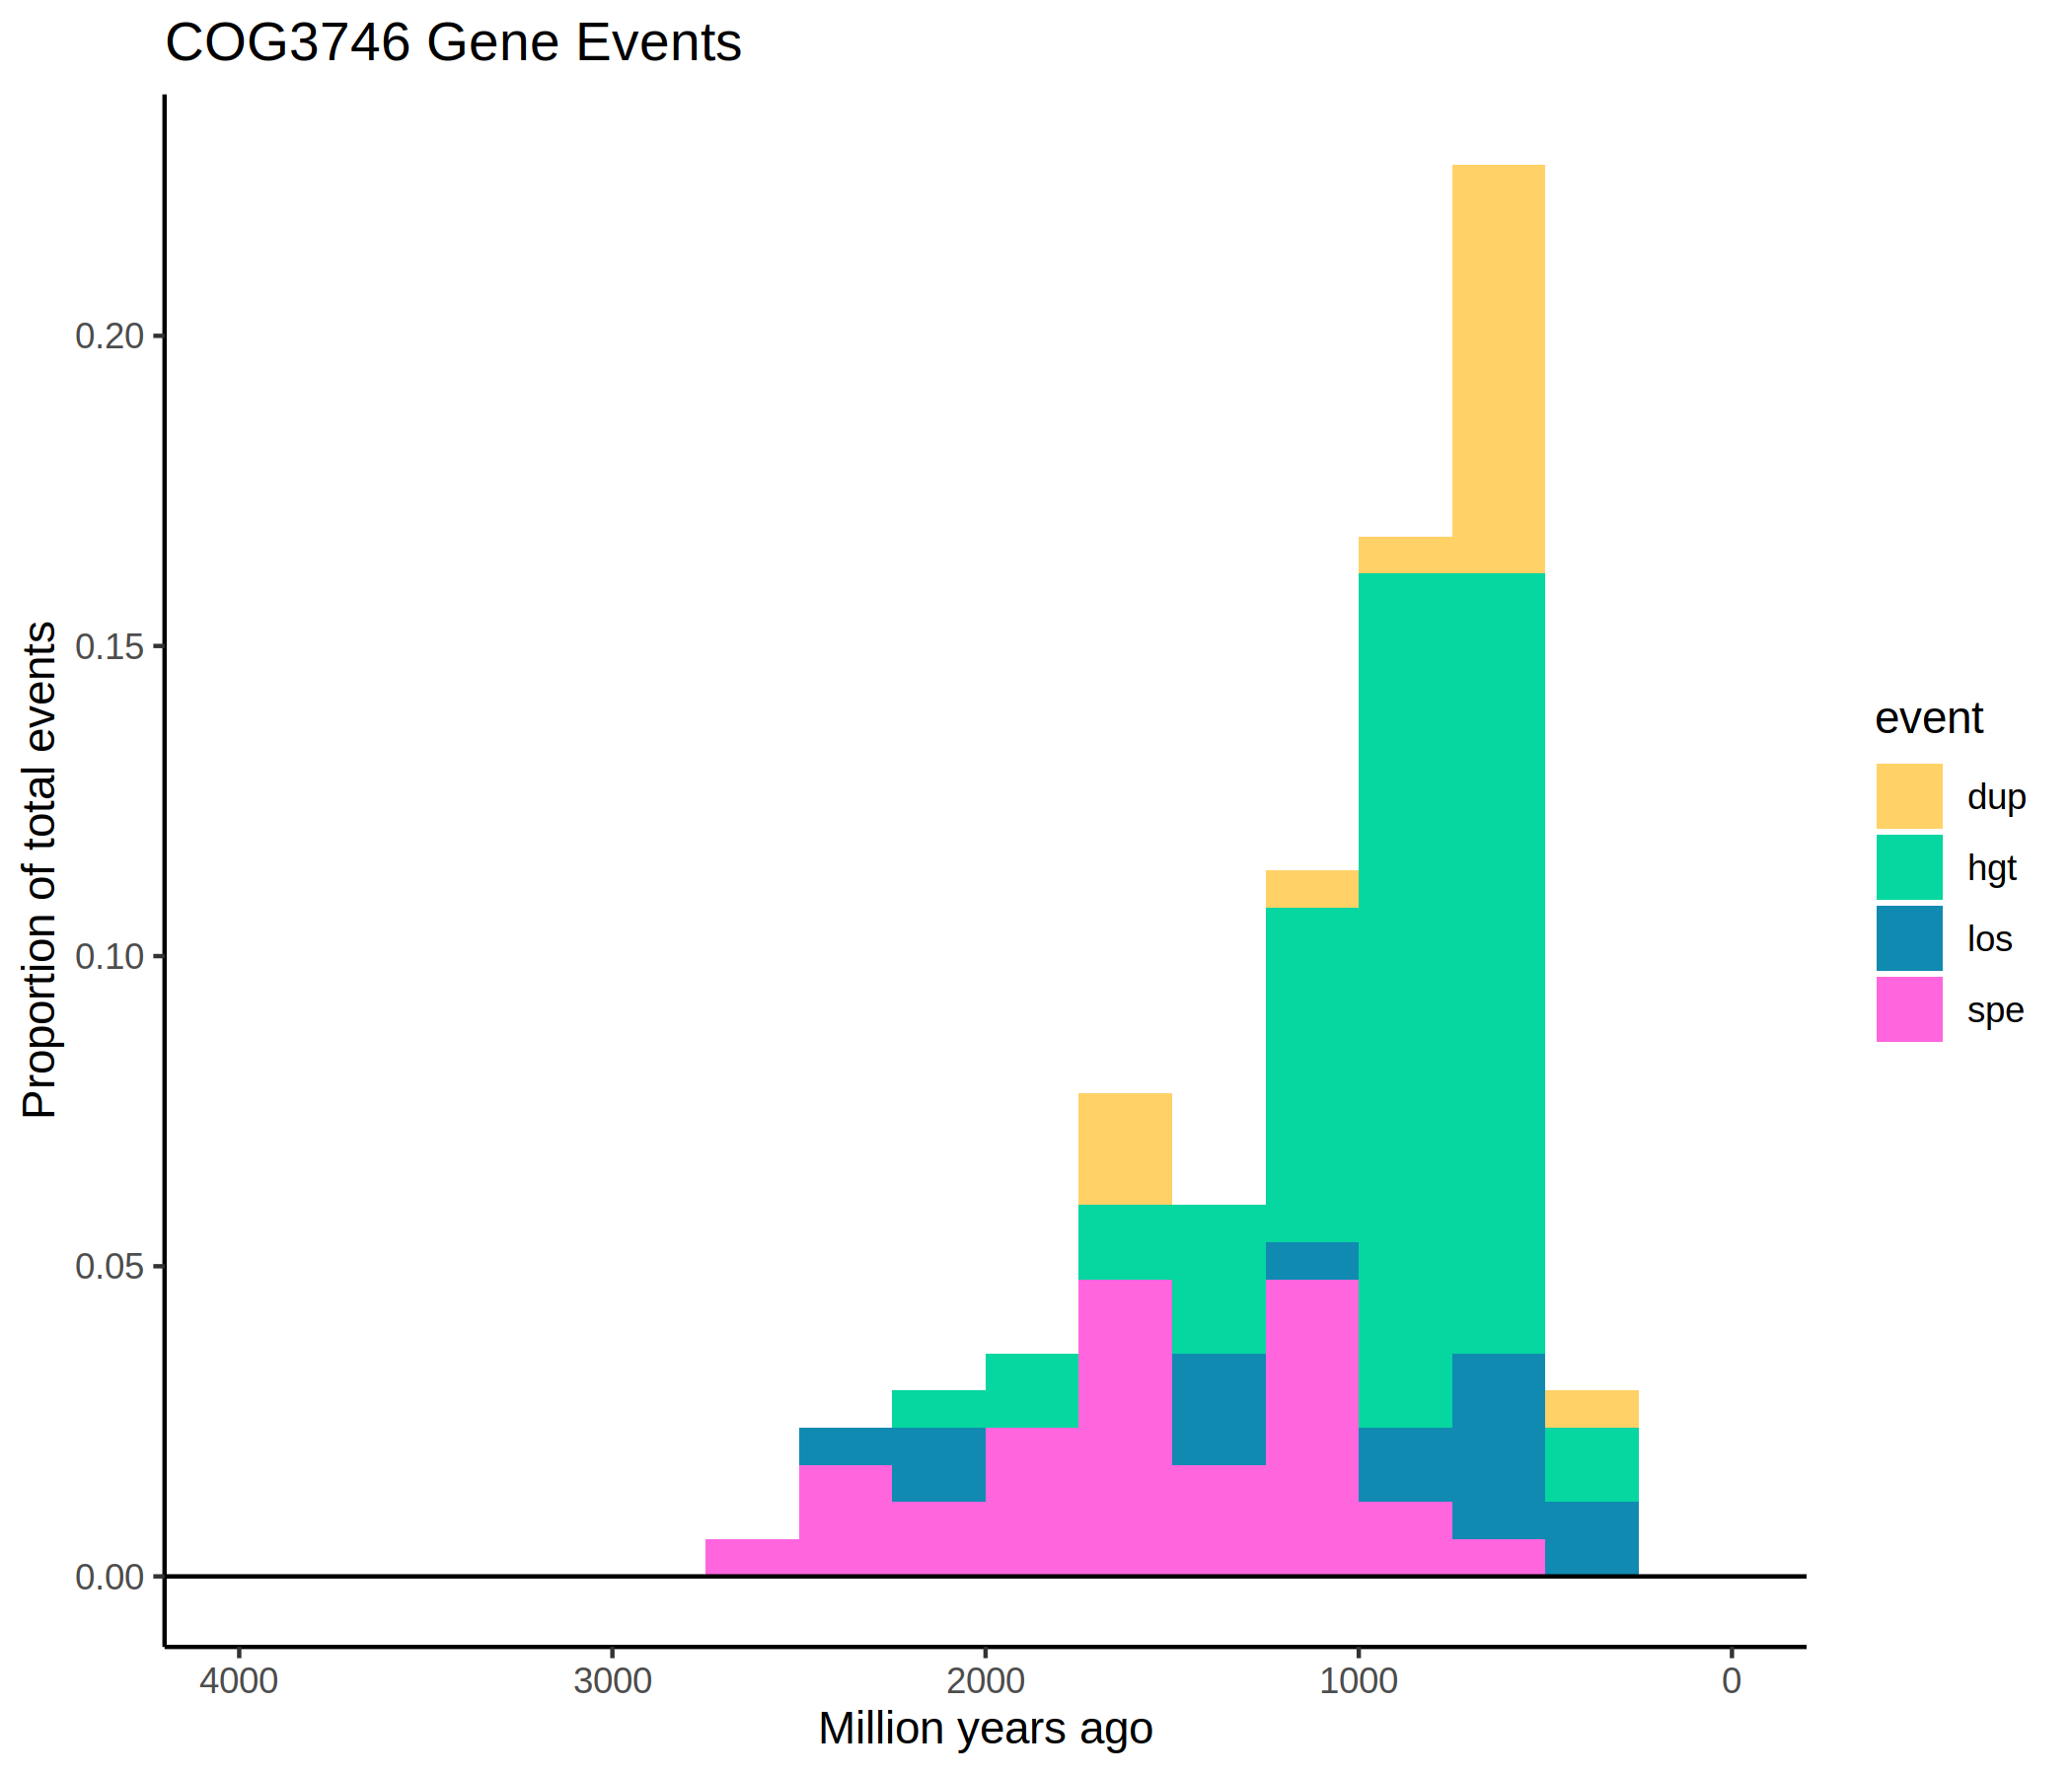 COG3746 Gene Events
Proportion of total events
0.20
0.15
0.10
0.05
0.00
4000 3000 2000 1000 0
Million years ago
event
dup
hgt
los
spe